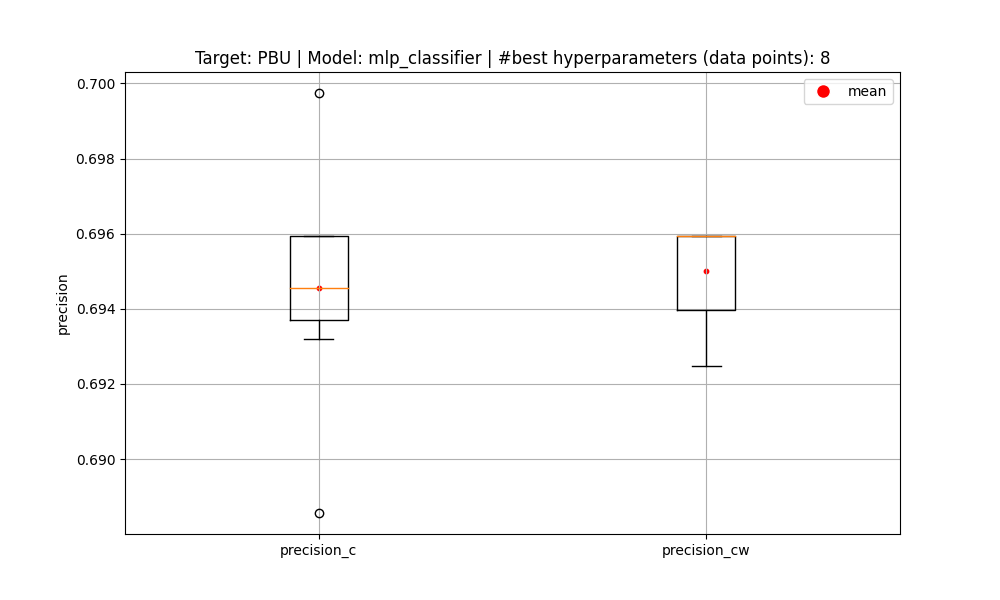 Target: PBU | Model: mlp_classifier | #best hyperparameters (data points): 8
mean
0.700
0.698
0.696
0.694
0.692
0.690
precision
precision_c
precision_cw